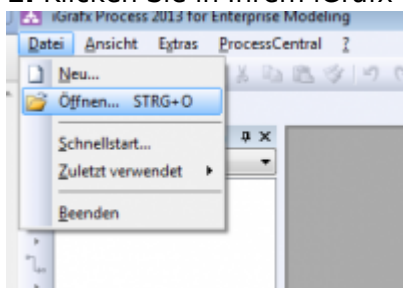 Klicken Sie in Ihrem iGrafx
iGrafx Process 2013 for Enterprise Modeling
Datei Ansicht Extras ProcessCentral ?
Neu...
Öffnen... STRG+O
Schnellstart...
Zuletzt verwendet
Beenden